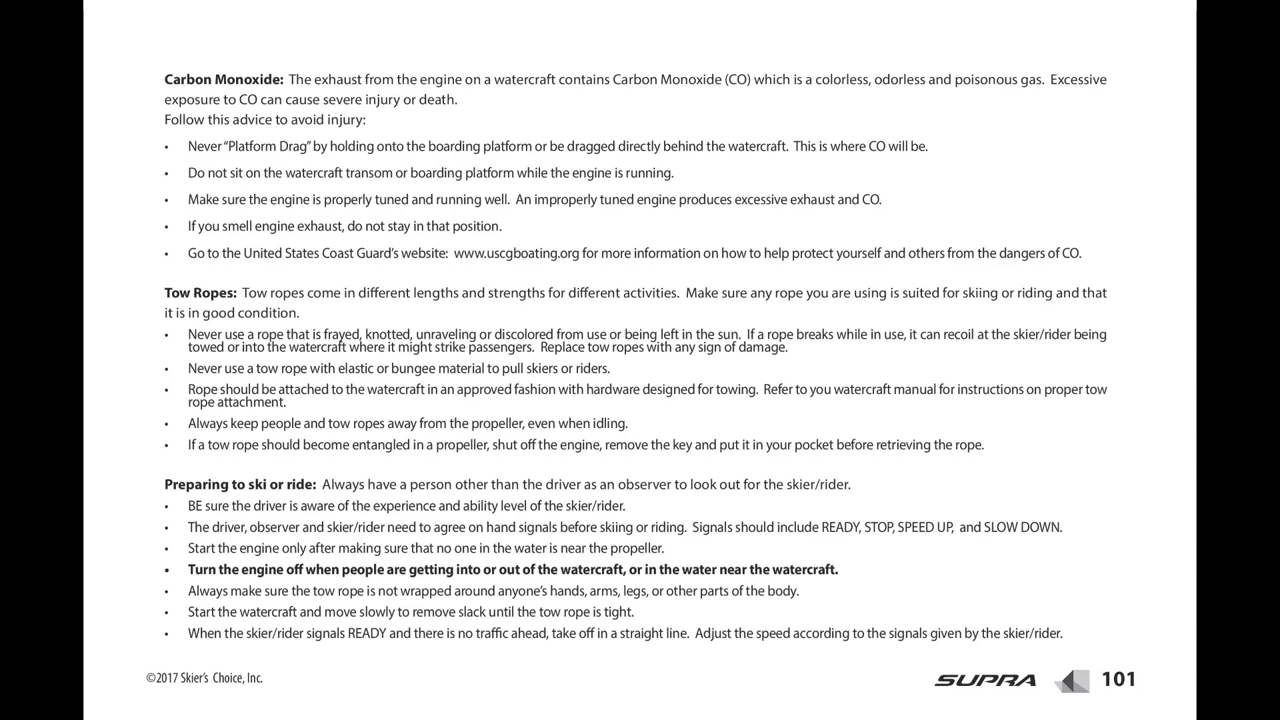 Carbon Monoxide: The exhaust from the engine on a watercraft contains Carbon Monoxide (CO) which is a colorless, odorless and poisonous gas. Excessive
exposure to CO can cause severe injury or death.
Follow this advice to avoid injury:
• Never “Platform Drag” by holding onto the boarding platform or be dragged directly behind the watercraft. This is where CO will be.
• Do not sit on the watercraft transom or boarding platform while the engine is running.
• Make sure the engine is properly tuned and running well. An improperly tuned engine produces excessive exhaust and CO.
• If you smell engine exhaust, do not stay in that position.
• Go to the United States Coast Guard’s website: www.uscgboating.org for more information on how to help protect yourself and others from the dangers of CO.
Tow Ropes: Tow ropes come in different lengths and strengths for different activities. Make sure any rope you are using is suited for skiing or riding and that
it is in good condition.
• Never use a rope that is frayed, knotted, unraveling or discolored from use or being left in the sun. If a rope breaks while in use, it can recoil at the skier/rider being
towed or into the watercraft where it might strike passengers. Replace tow ropes with any sign of damage.
• Never use a tow rope with elastic or bungee material to pull skiers or riders.
• Rope should be attached to the watercraft in an approved fashion with hardware designed for towing. Refer to you watercraft manual for instructions on proper tow
rope attachment.
• Always keep people and tow ropes away from the propeller, even when idling.
• If a tow rope should become entangled in a propeller, shut off the engine, remove the key and put it in your pocket before retrieving the rope.
Preparing to ski or ride: Always have a person other than the driver as an observer to look out for the skier/rider.
• BE sure the driver is aware of the experience and ability level of the skier/rider.
• The driver, observer and skier/rider need to agree on hand signals before skiing or riding. Signals should include READY, STOP, SPEED UP, and SLOW DOWN.
• Start the engine only after making sure that no one in the water is near the propeller.
• Turn the engine off when people are getting into or out of the watercraft, or in the water near the watercraft.
• Always make sure the tow rope is not wrapped around anyone’s hands, arms, legs, or other parts of the body.
• Start the watercraft and move slowly to remove slack until the tow rope is tight.
• When the skier/rider signals READY and there is no traffic ahead, take off in a straight line. Adjust the speed according to the signals given by the skier/rider.
©2017 Skier’s Choice, Inc.
SUPRA 101